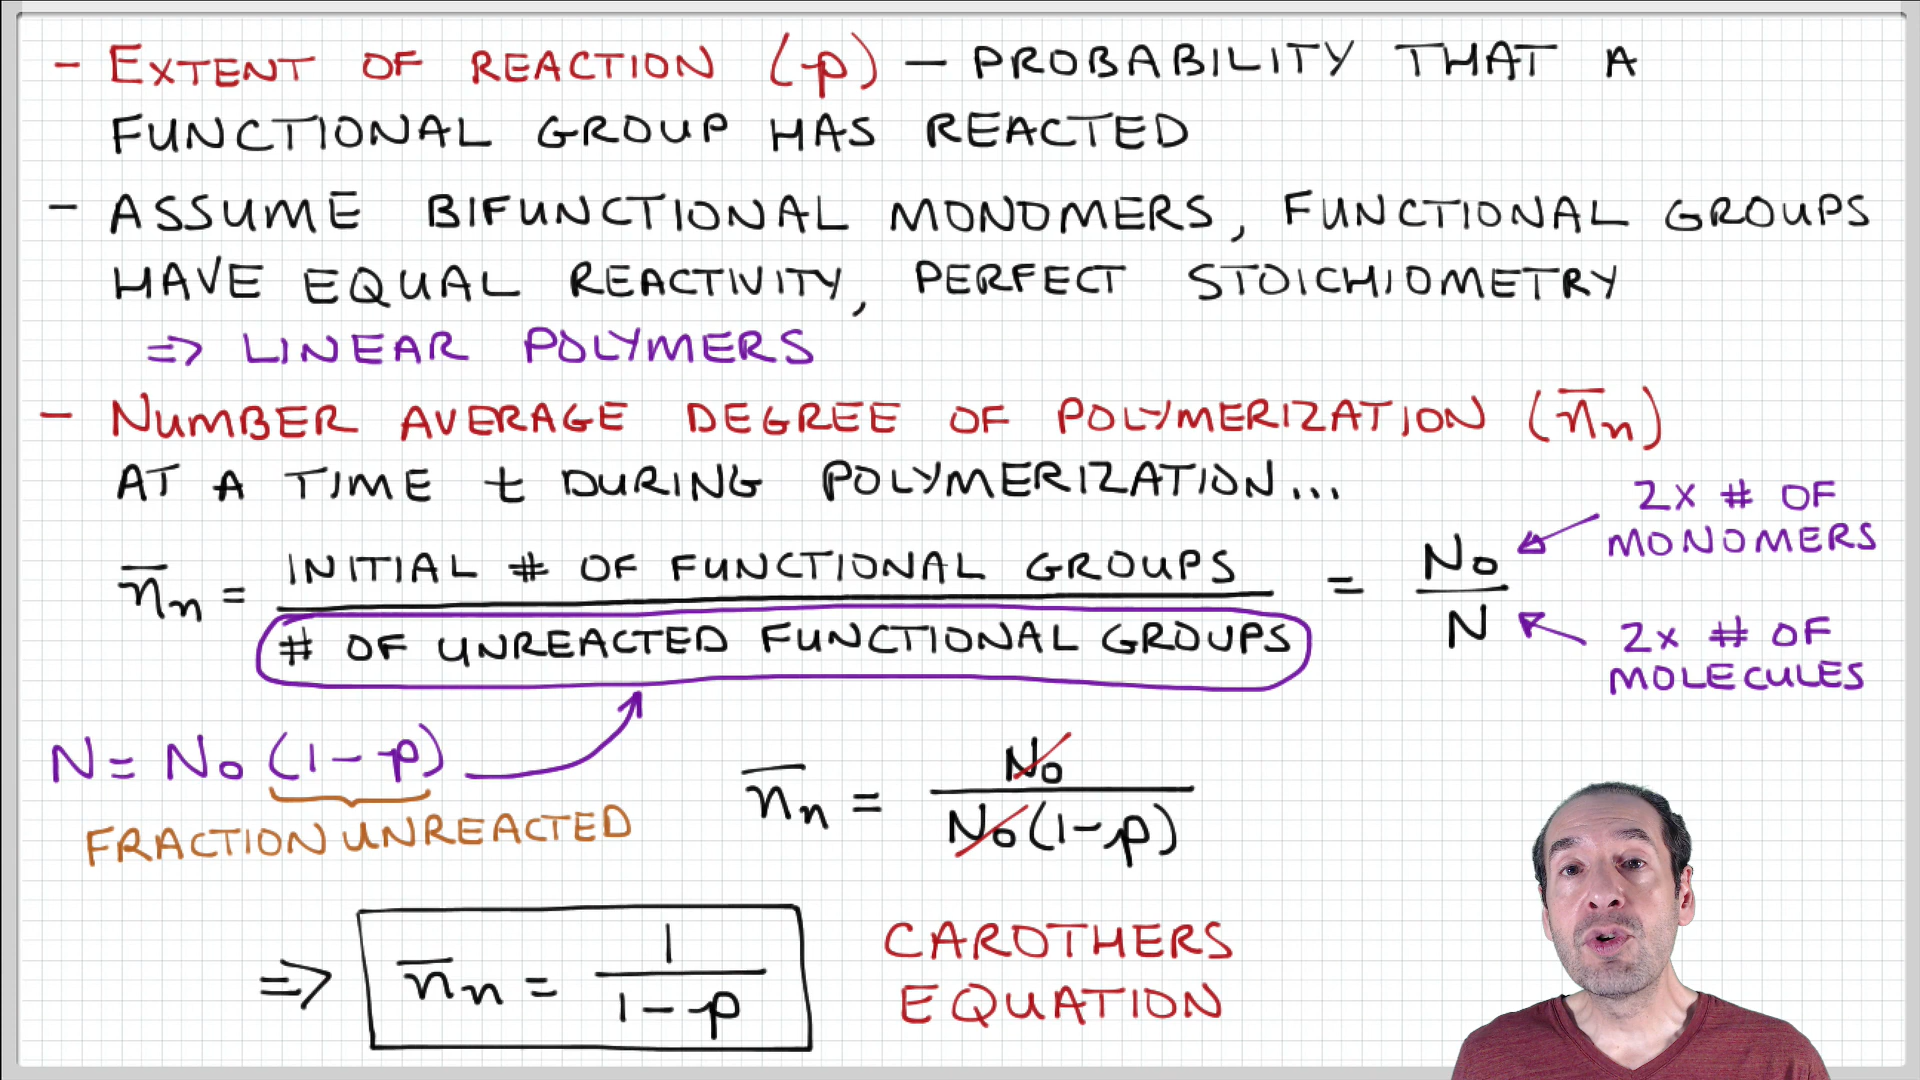 - EXTENT OF REACTION (p) - PROBABILITY THAT A
FUNCTIONAL GROUP HAS REACTED
- ASSUME BIFUNCTIONAL MONOMERS, FUNCTIONAL GROUPS
HAVE EQUAL REACTIVITY, PERFECT STOICHIOMETRY
=> LINEAR POLYMERS
- NUMBER AVERAGE DEGREE OF POLYMERIZATION (n̅n)
AT A TIME t DURING POLYMERIZATION...
n̅n = INITIAL # OF FUNCTIONAL GROUPS
# OF UNREACTED FUNCTIONAL GROUPS
= No
N
2x # OF
MONOMERS
2x # OF
MOLECULES
N = No (1-p)
FRACTION UNREACTED
n̅n = No
No(1-p)
=> n̅n = 1
1-p
CAROTHERS
EQUATION